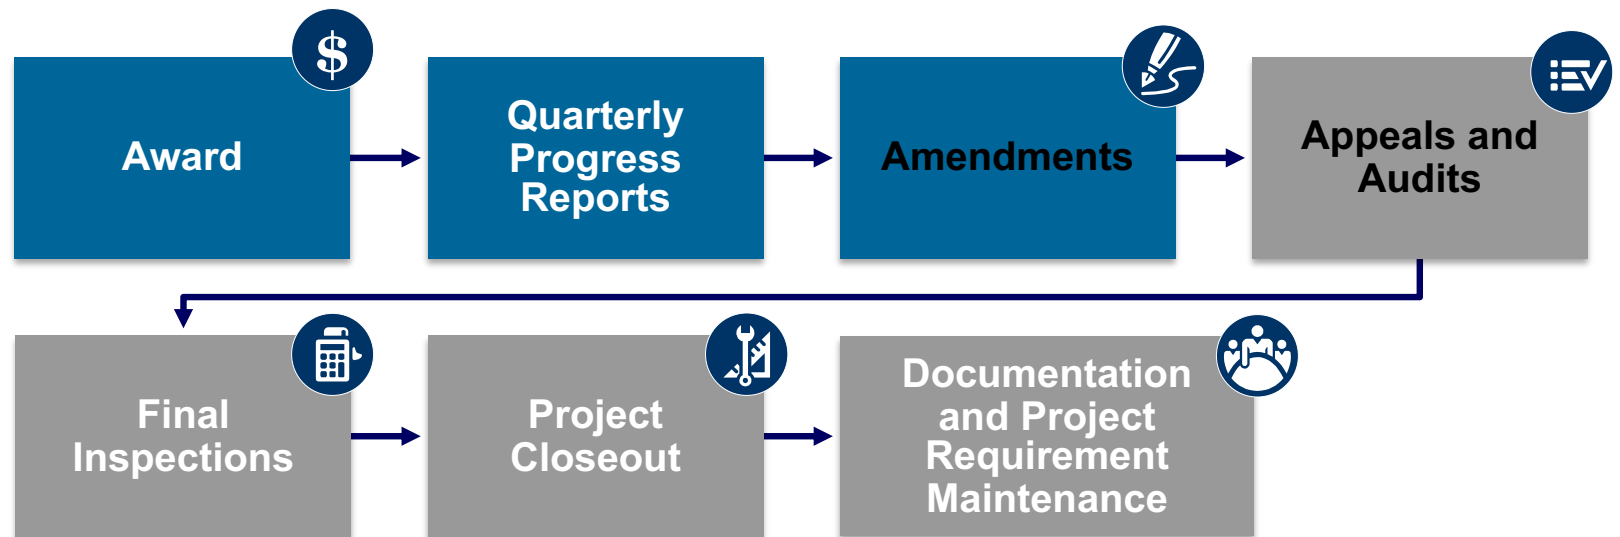 $
Award
Quarterly
Progress
Reports
Amendments
Appeals and
Audits
Final
Inspections
Project
Closeout
Documentation
and Project
Requirement
Maintenance